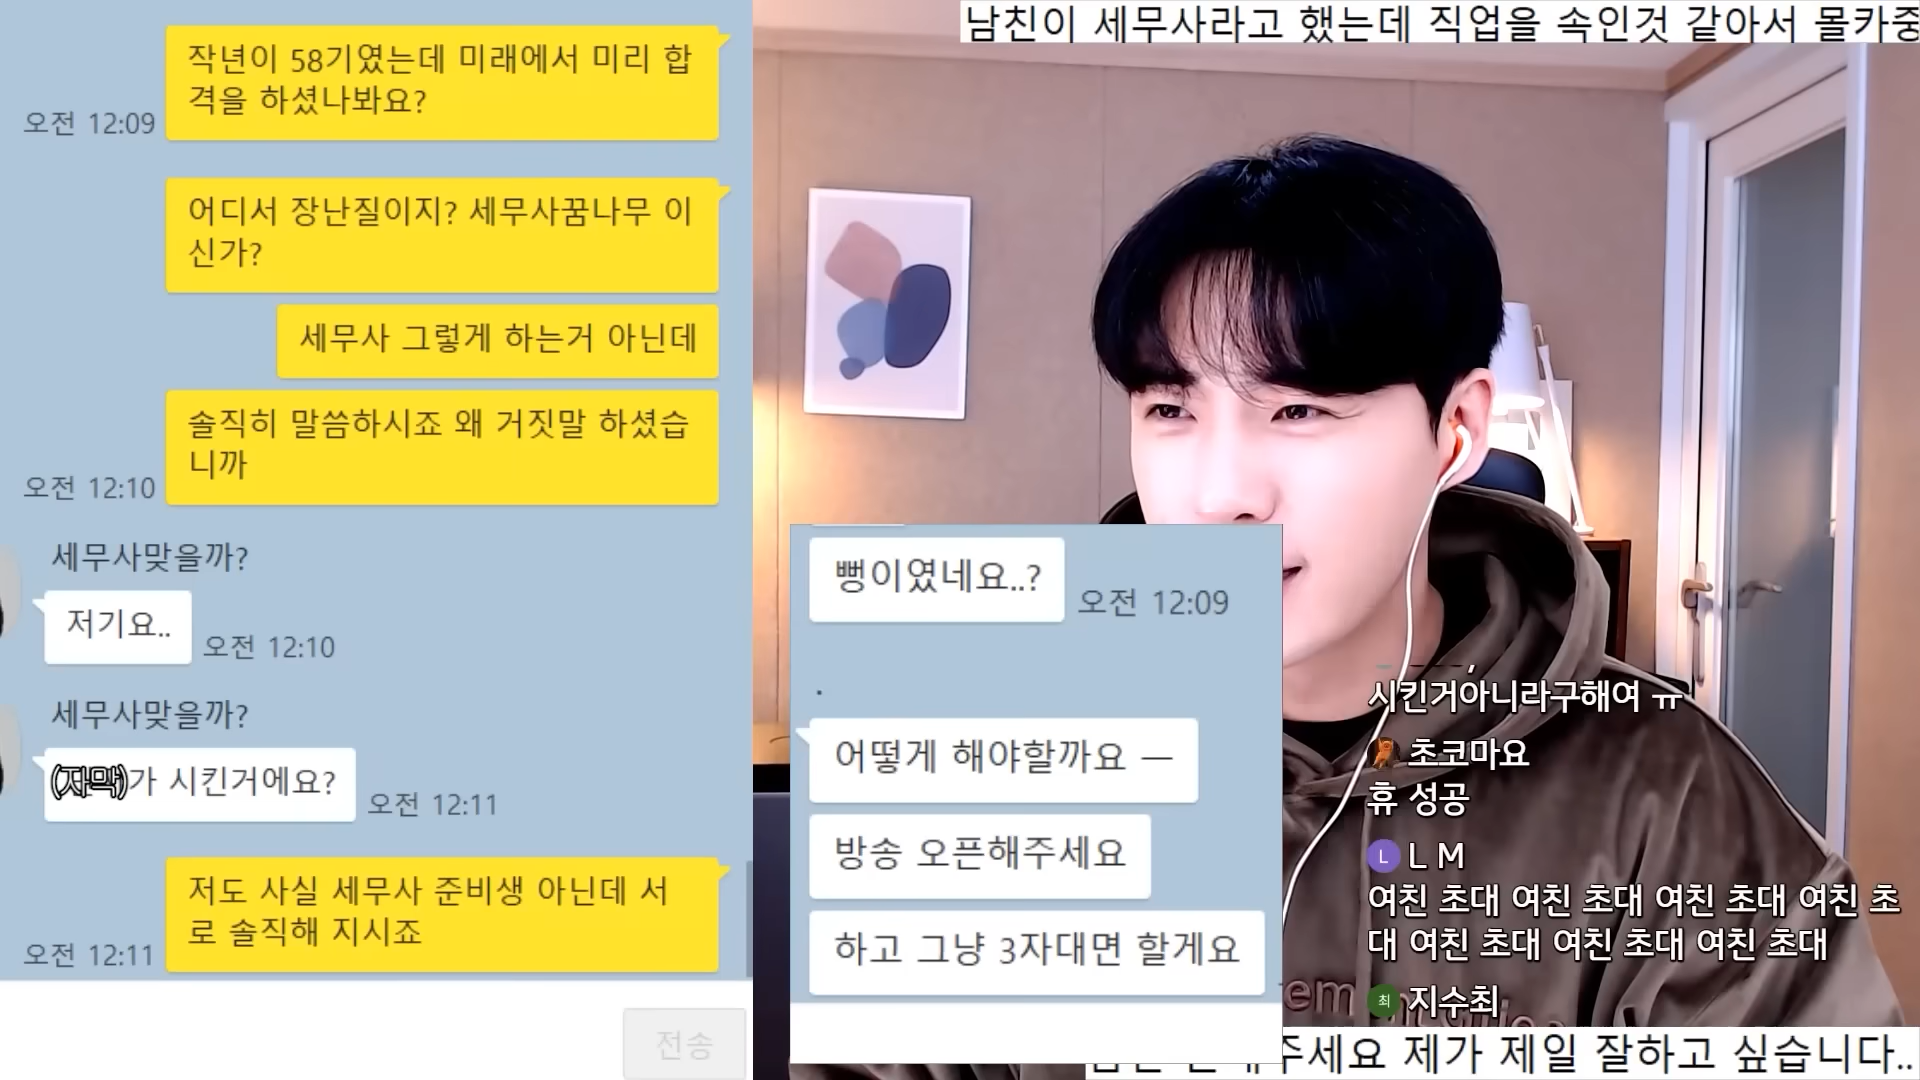 작년이 58기였는데 미래에서 미리 합
격을 하셨나봐요?
오전 12:09
어디서 장난질이지? 세무사꿈나무 이
신가?
세무사 그렇게 하는거 아닌데
솔직히 말씀하시죠 왜 거짓말 하셨습
니까
오전 12:10
세무사맞을까?
저기요..
오전 12:10
세무사맞을까?
(자막)가 시킨거에요?
오전 12:11
저도 사실 세무사 준비생 아닌데 서
로 솔직해 지시죠
오전 12:11
전송
남친이 세무사라고 했는데 직업을 속인것 같아서 몰카중
뻥이였네요..?
오전 12:09
.
어떻게 해야할까요 ㅡ
방송 오픈해주세요
하고 그냥 3자대면 할게요
시킨거아니라구해여 ㅠ
초코마요
휴 성공
L L M
여친 초대 여친 초대 여친 초대 여친 초
대 여친 초대 여친 초대 여친 초대
최 지수최
주세요 제가 제일 잘하고 싶습니다..